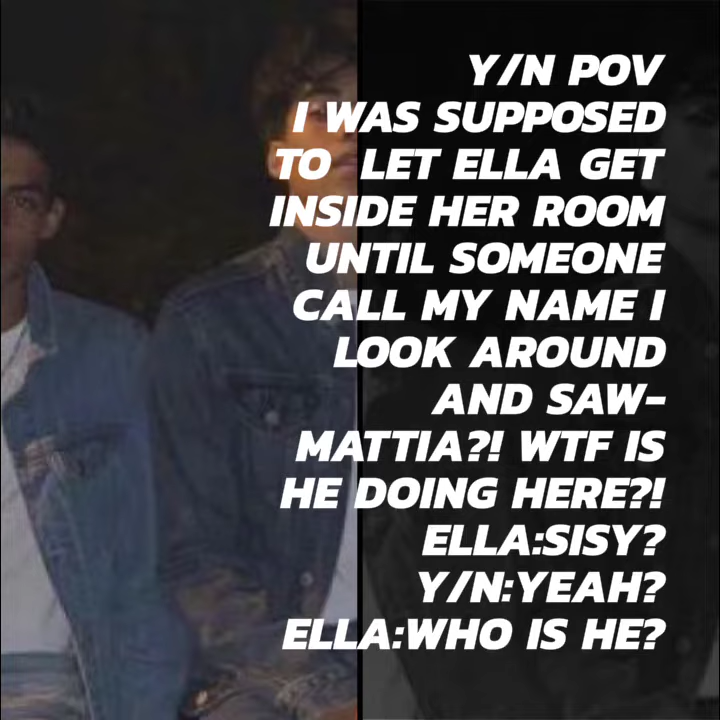 Y/N POV
I WAS SUPPOSED
TO LET ELLA GET
INSIDE HER ROOM
UNTIL SOMEONE
CALL MY NAME I
LOOK AROUND
AND SAW-
MATTIA?! WTF IS
HE DOING HERE?!
ELLA:SISY?
Y/N:YEAH?
ELLA:WHO IS HE?